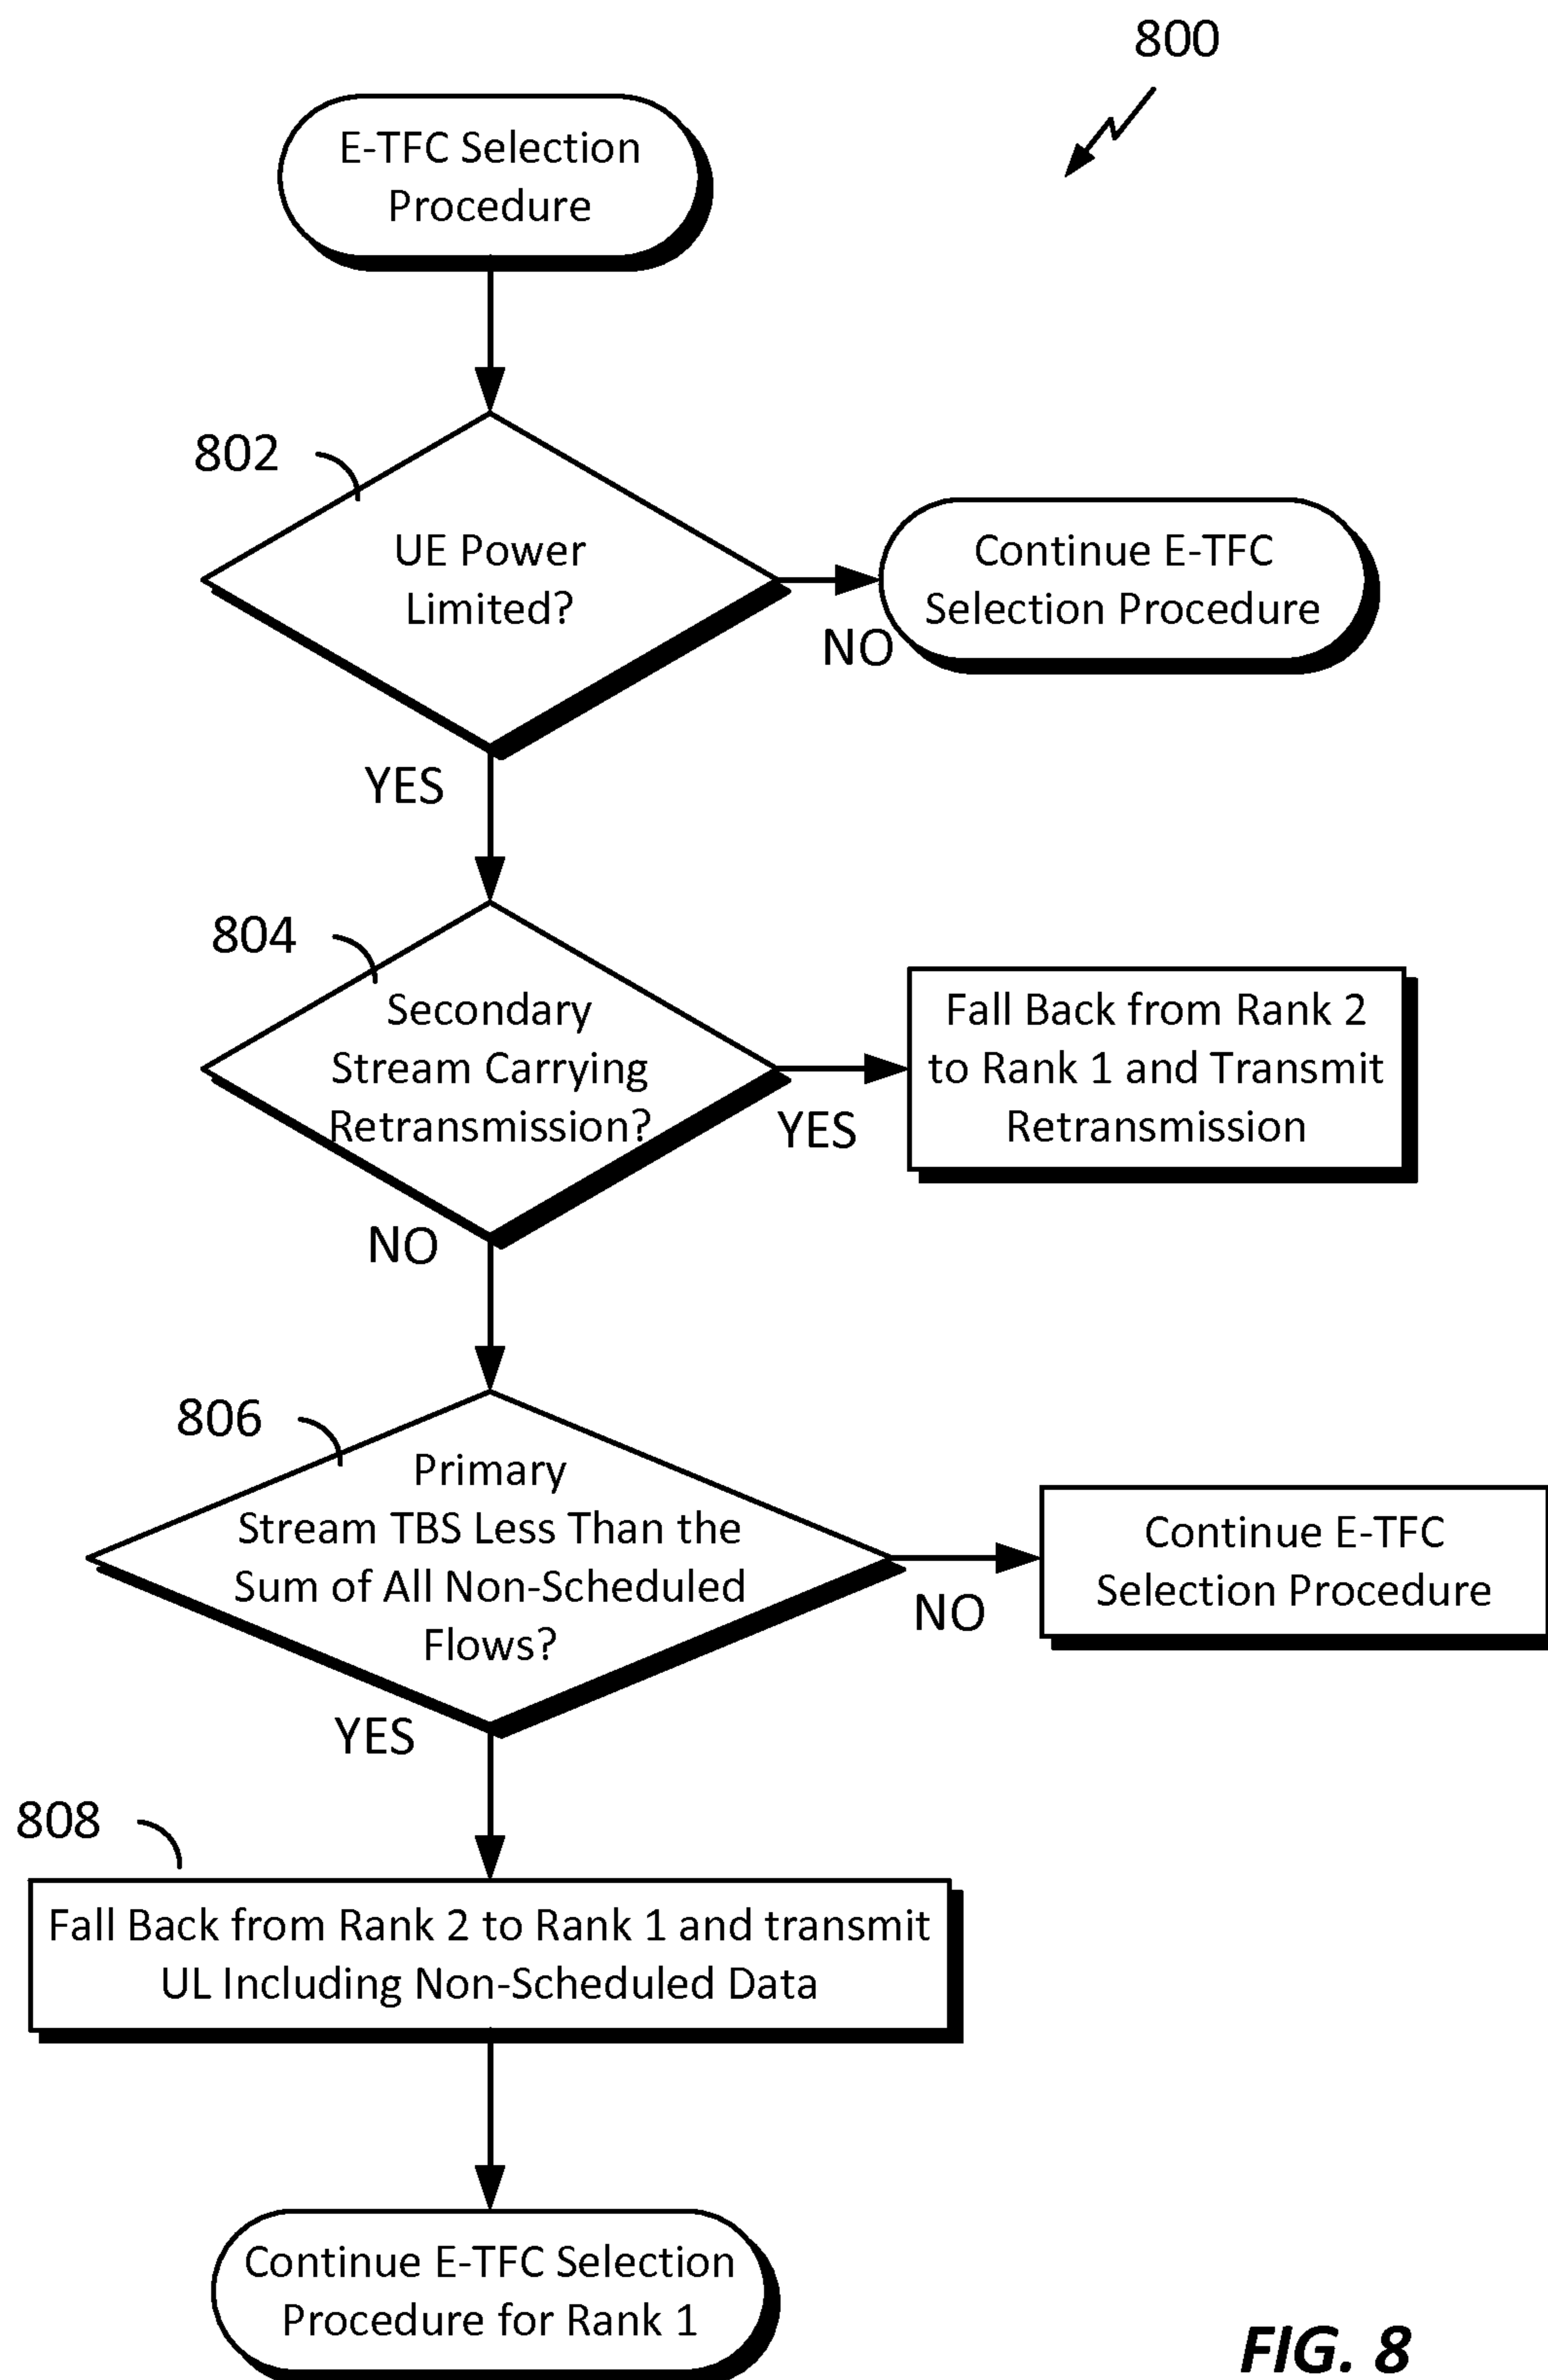 800
E-TFC Selection
Procedure
802
UE Power
Limited?
NO
Continue E-TFC
Selection Procedure
YES
804
Secondary
Stream Carrying
Retransmission?
YES
Fall Back from Rank 2
to Rank 1 and Transmit
Retransmission
NO
806
Primary
Stream TBS Less Than the
Sum of All Non-Scheduled
Flows?
NO
Continue E-TFC
Selection Procedure
YES
808
Fall Back from Rank 2 to Rank 1 and transmit
UL Including Non-Scheduled Data
Continue E-TFC Selection
Procedure for Rank 1
FIG. 8